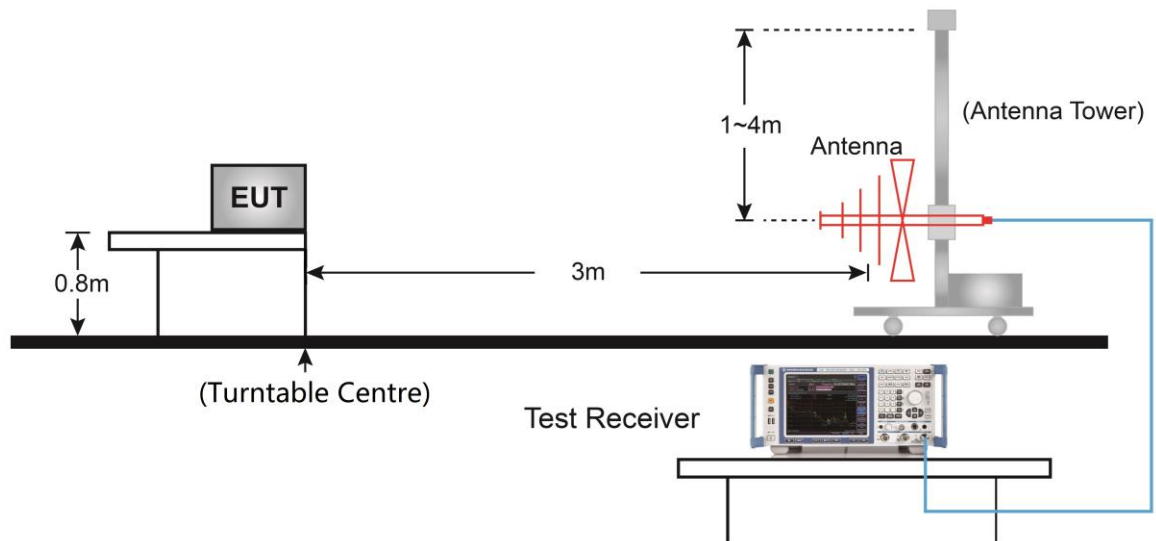 1~4m
(Antenna Tower)
Antenna
EUT
3m
0.8m
(Turntable Centre)
Test Receiver